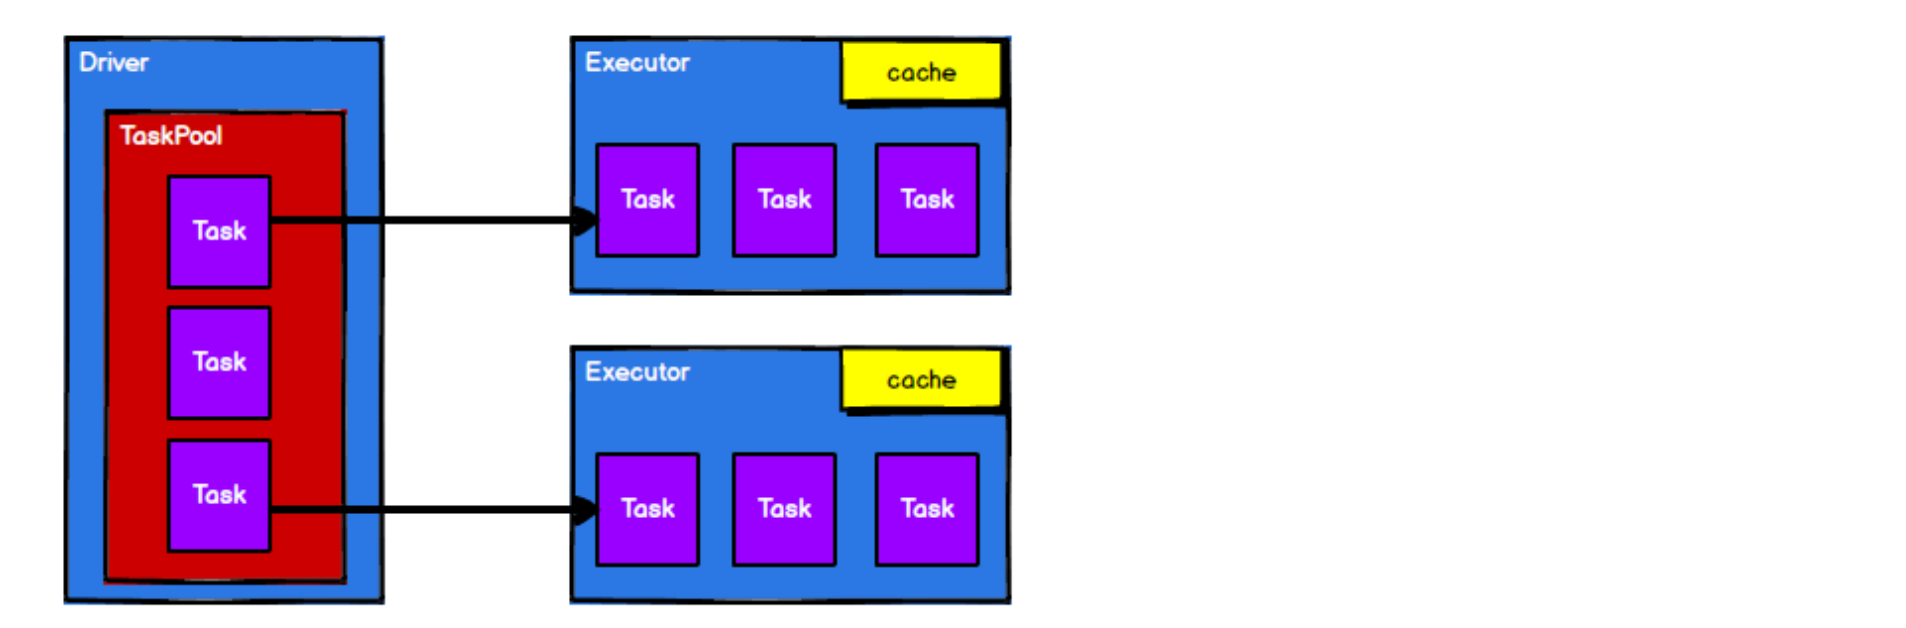 Driver
TaskPool
Task
Task
Task
Executor
cache
Task Task Task
Executor
cache
Task Task Task